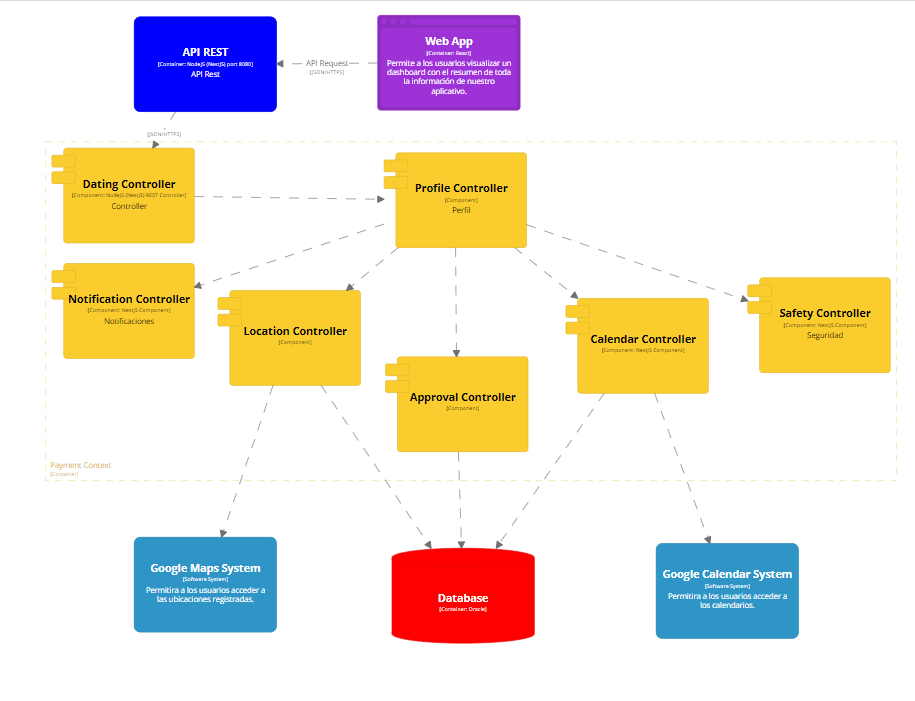 API REST
[Container: NodeJS (NestJS) port 8080]
API Rest
Web App
[Container: React]
Permite a los usuarios visualizar un
dashboard con el resumen de toda
la información de nuestro
aplicativo.
API Request
[JSON/HTTPS]
[JSON/HTTPS]
Dating Controller
[Component: NodeJS (NestJS) REST Controller]
Controller
Profile Controller
[Component]
Perfil
Notification Controller
[Component: NestJS Component]
Notificaciones
Location Controller
[Component]
Approval Controller
[Component]
Calendar Controller
[Component: NestJS Component]
Safety Controller
[Component: NestJS Component]
Seguridad
Payment Context
[Container]
Google Maps System
[Software System]
Permitira a los usuarios acceder a
las ubicaciones registradas.
Database
[Container: Oracle]
Google Calendar System
[Software System]
Permitira a los usuarios acceder a
los calendarios.